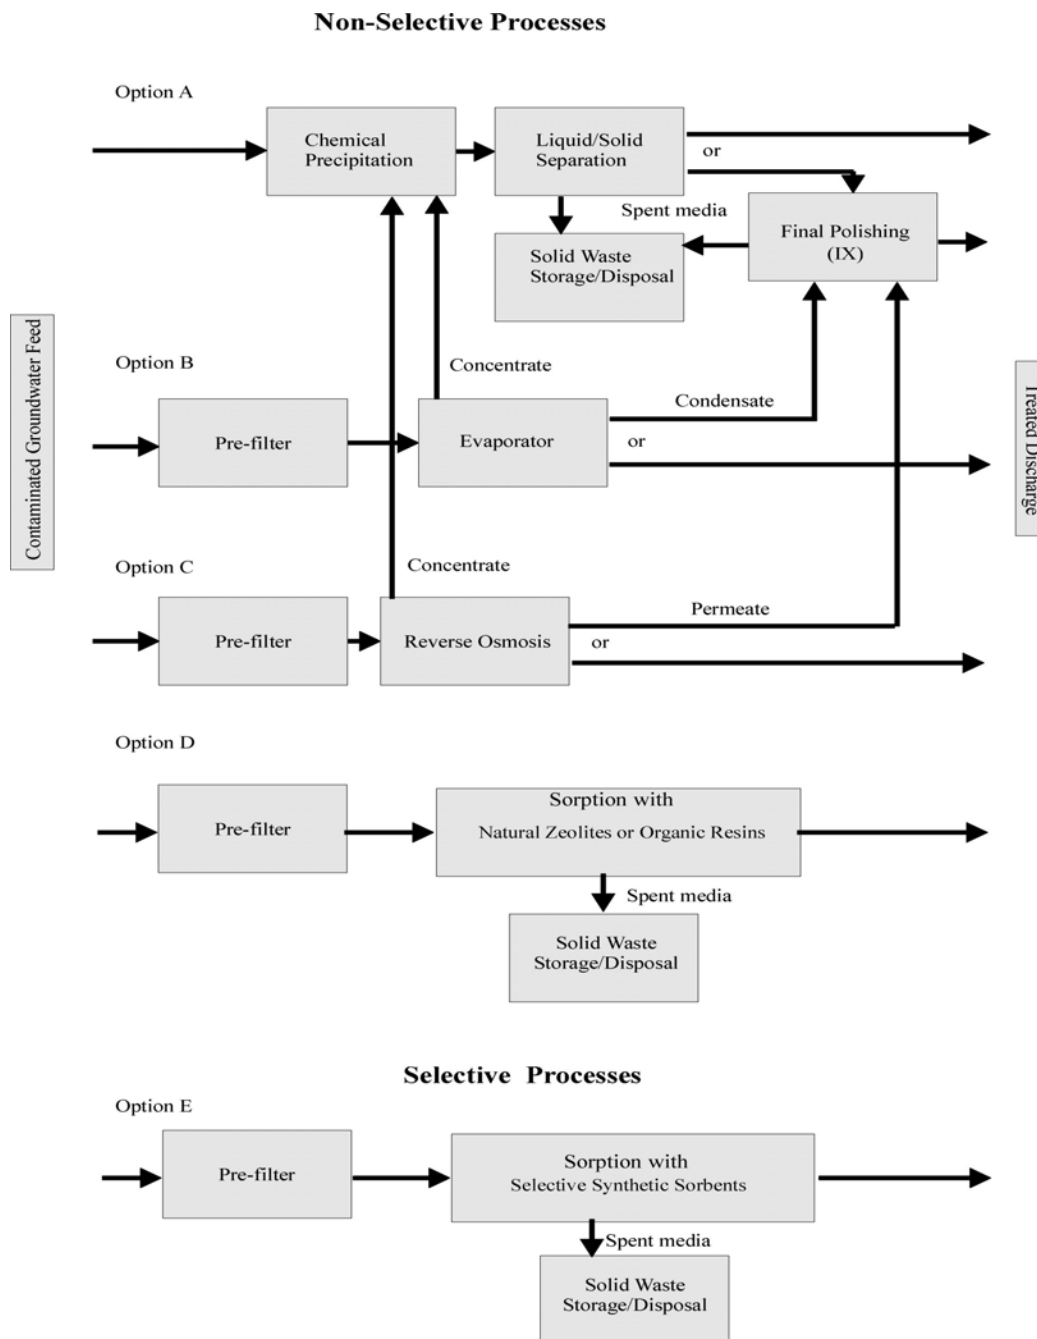 Non-Selective Processes
Option A
Chemical
Precipitation
Liquid/Solid
Separation
or
Spent media
Final Polishing
(IX)
Solid Waste
Storage/Disposal
Contaminated Groundwater Feed
Treated Discharge
Option B
Concentrate
Pre-filter
Evaporator
Condensate
or
Option C
Concentrate
Pre-filter
Reverse Osmosis
Permeate
or
Option D
Pre-filter
Sorption with
Natural Zeolites or Organic Resins
Spent media
Solid Waste
Storage/Disposal
Selective Processes
Option E
Pre-filter
Sorption with
Selective Synthetic Sorbents
Spent media
Solid Waste
Storage/Disposal